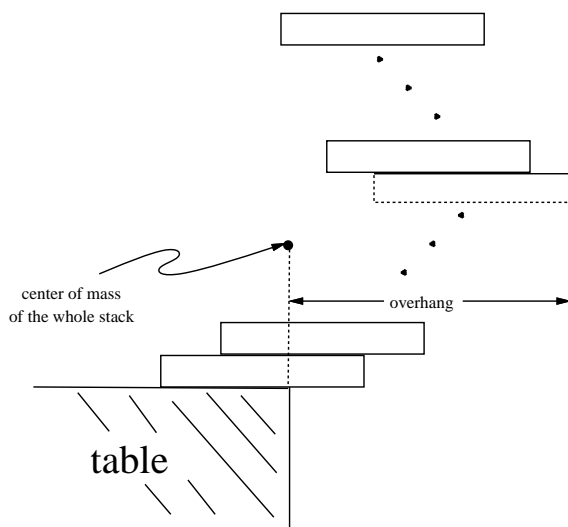 center of mass
of the whole stack
overhang
table